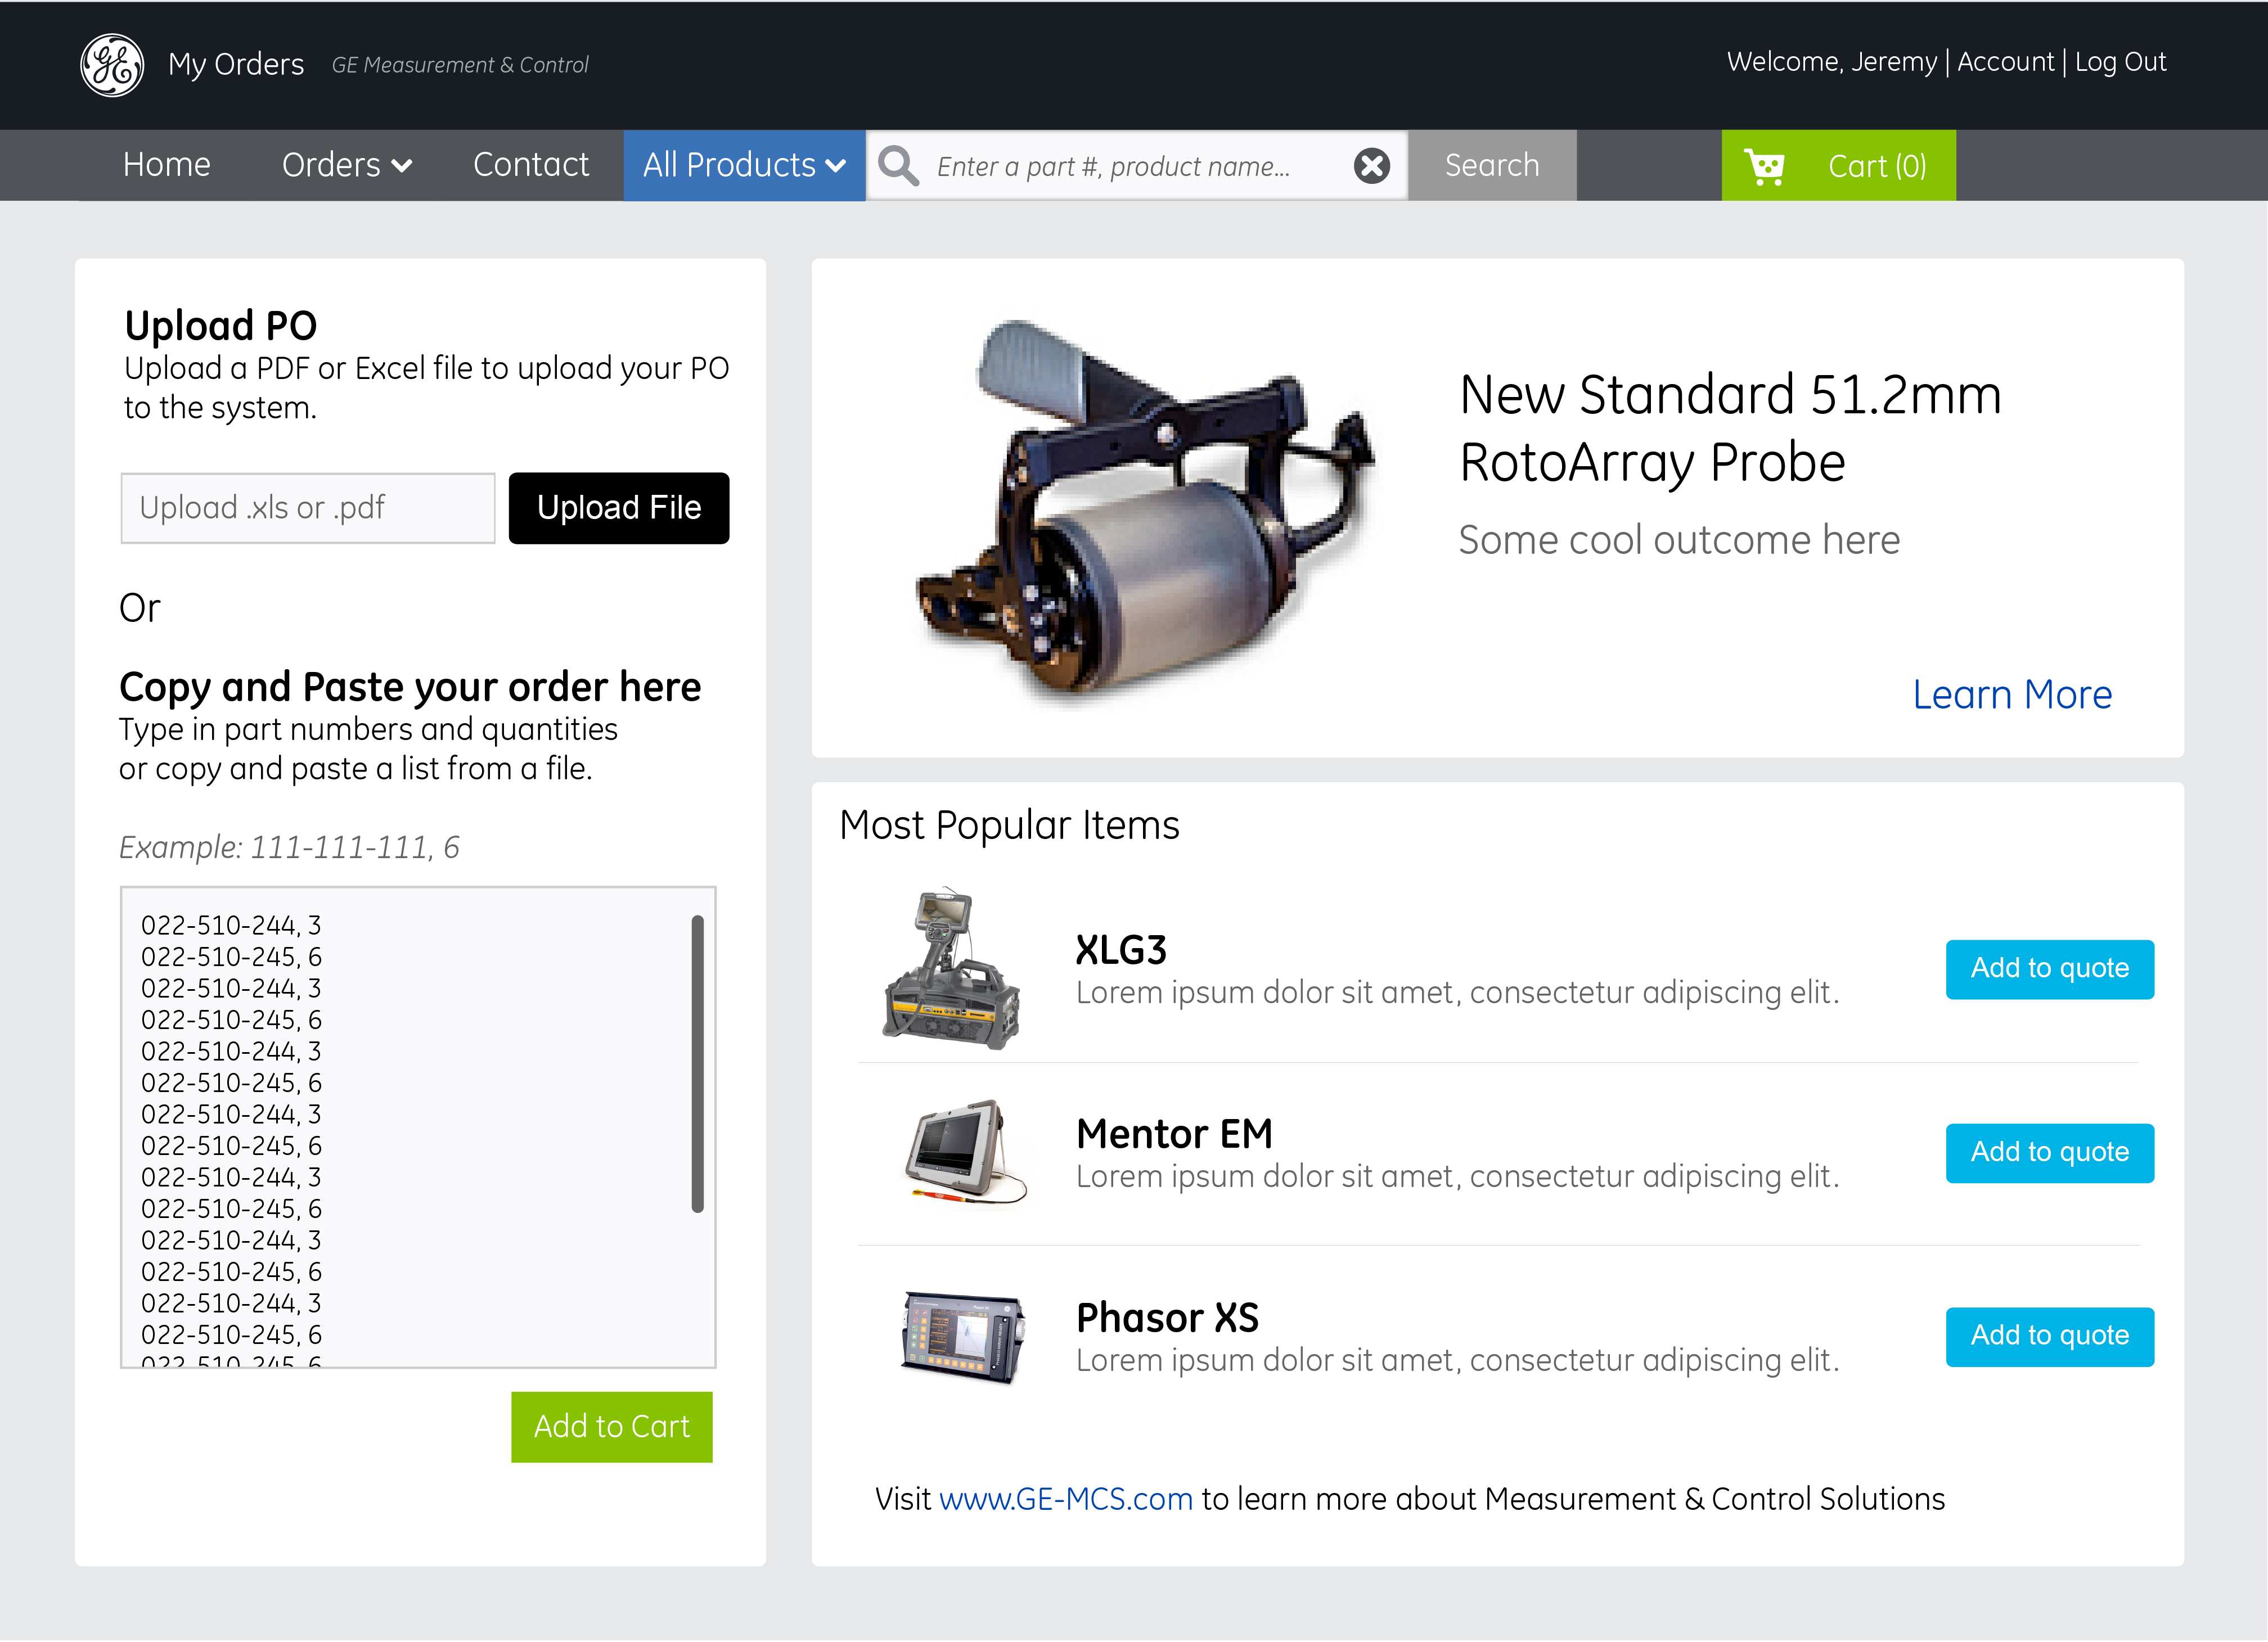 GE My Orders GE Measurement & Control Welcome, Jeremy | Account | Log Out
Home Orders Contact All Products Enter a part #, product name... Search Cart (0)
Upload PO
Upload a PDF or Excel file to upload your PO
to the system.
Upload .xls or .pdf Upload File
Or
Copy and Paste your order here
Type in part numbers and quantities
or copy and paste a list from a file.
Example: 111-111-111, 6
022-510-244, 3
022-510-245, 6
022-510-244, 3
022-510-245, 6
022-510-244, 3
022-510-245, 6
022-510-244, 3
022-510-245, 6
022-510-244, 3
022-510-245, 6
022-510-244, 3
022-510-245, 6
022-510-244, 3
022-510-245, 6
022-510-245, 6
Add to Cart
New Standard 51.2mm
RotoArray Probe
Some cool outcome here
Learn More
Most Popular Items
XLG3
Lorem ipsum dolor sit amet, consectetur adipiscing elit.
Add to quote
Mentor EM
Lorem ipsum dolor sit amet, consectetur adipiscing elit.
Add to quote
Phasor XS
Lorem ipsum dolor sit amet, consectetur adipiscing elit.
Add to quote
Visit www.GE-MCS.com to learn more about Measurement & Control Solutions